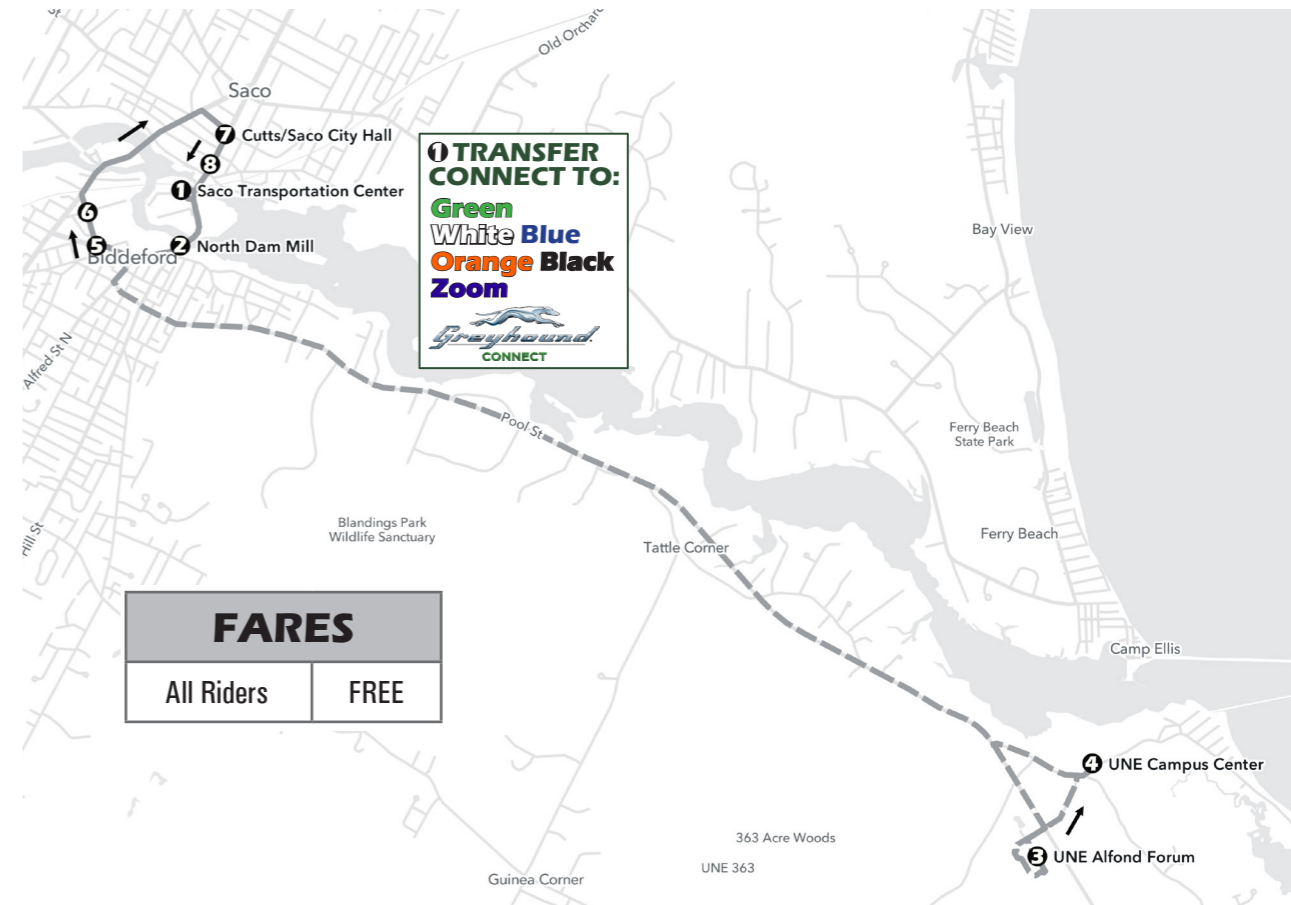 St
Old Orcha
Saco
7 Cutts/Saco City Hall
8
1 Saco Transportation Center
6
5
Biddeford
2 North Dam Mill
1 TRANSFER
CONNECT TO:
Green
White Blue
Orange Black
Zoom
Greyhound
CONNECT
Bay View
Alfred St N
Pool St
Ferry Beach
State Park
Hill St
Blandings Park
Wildlife Sanctuary
Tattle Corner
Ferry Beach
FARES
All Riders FREE
Camp Ellis
4 UNE Campus Center
363 Acre Woods
UNE 363
3 UNE Alfond Forum
Guinea Corner